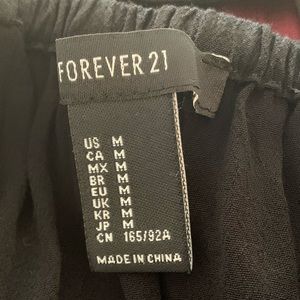 FOREVER 21
US M
CA M
MX M
BR M
EU M
UK M
KR M
JP M
CN 165/92A
MADE IN CHINA